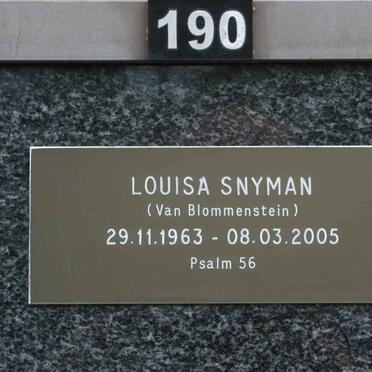 190
LOUISA SNYMAN
(Van Blommenstein)
29.11.1963 - 08.03.2005
Psalm 56